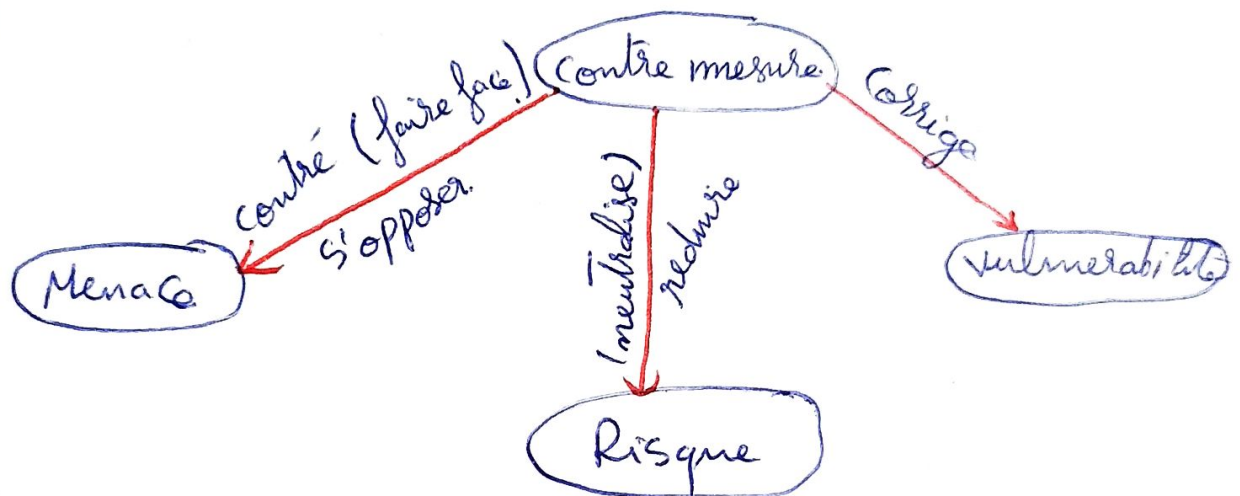 Contre mesure
contré (faire face)
s'opposer.
(neutralise)
reduire
Corrige
Menace
vulnerabilité
Risque